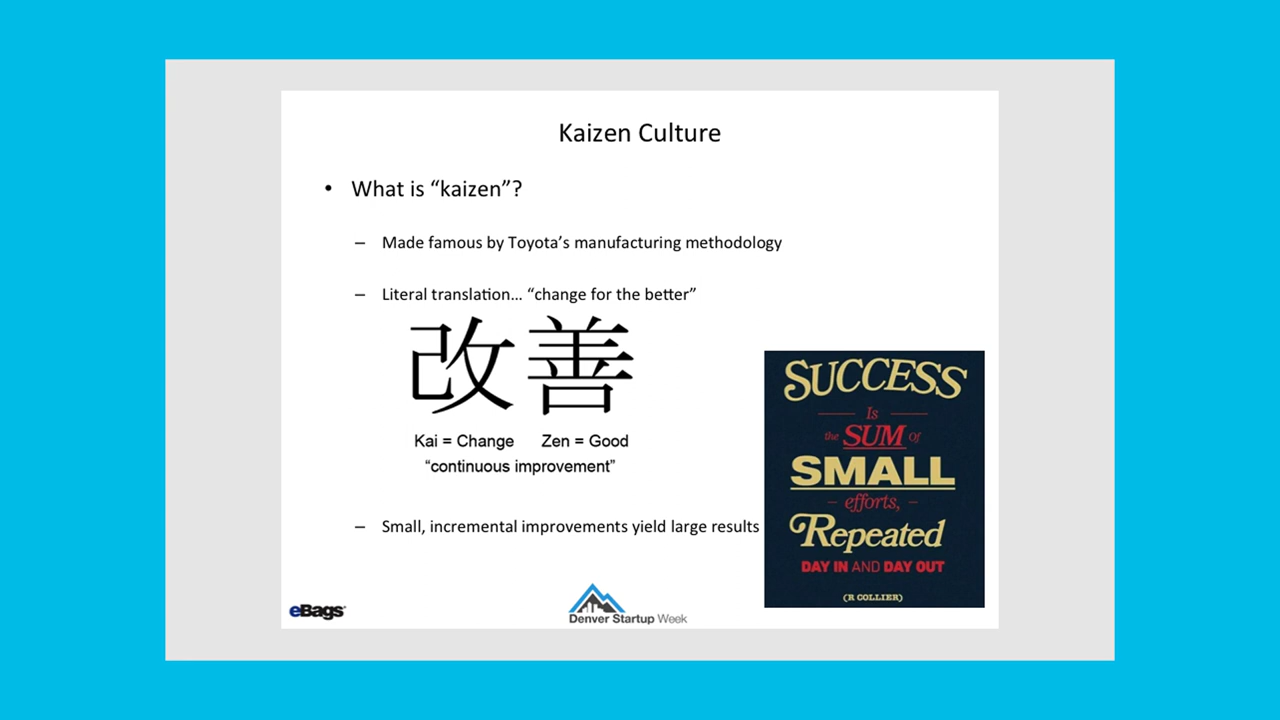 Kaizen Culture
• What is “kaizen”?
– Made famous by Toyota’s manufacturing methodology
– Literal translation… “change for the better”
改善
Kai = Change Zen = Good
“continuous improvement”
– Small, incremental improvements yield large results
SUCCESS
Is
the SUM Of
SMALL
– efforts, –
Repeated
DAY IN AND DAY OUT
(R COLLIER)
eBags
Denver Startup Week